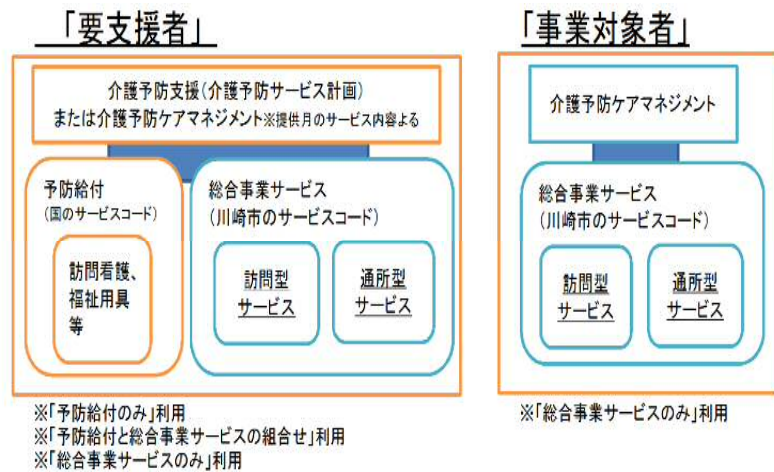 「要支援者」
介護予防支援(介護予防サービス計画)
または介護予防ケアマネジメント※提供月のサービス内容よる
予防給付
(国のサービスコード)
訪問看護、
福祉用具
等
総合事業サービス
(川崎市のサービスコード)
訪問型
サービス
通所型
サービス
※「予防給付のみ」利用
※「予防給付と総合事業サービスの組合せ」利用
※「総合事業サービスのみ」利用
「事業対象者」
介護予防ケアマネジメント
総合事業サービス
(川崎市のサービスコード)
訪問型
サービス
通所型
サービス
※「総合事業サービスのみ」利用